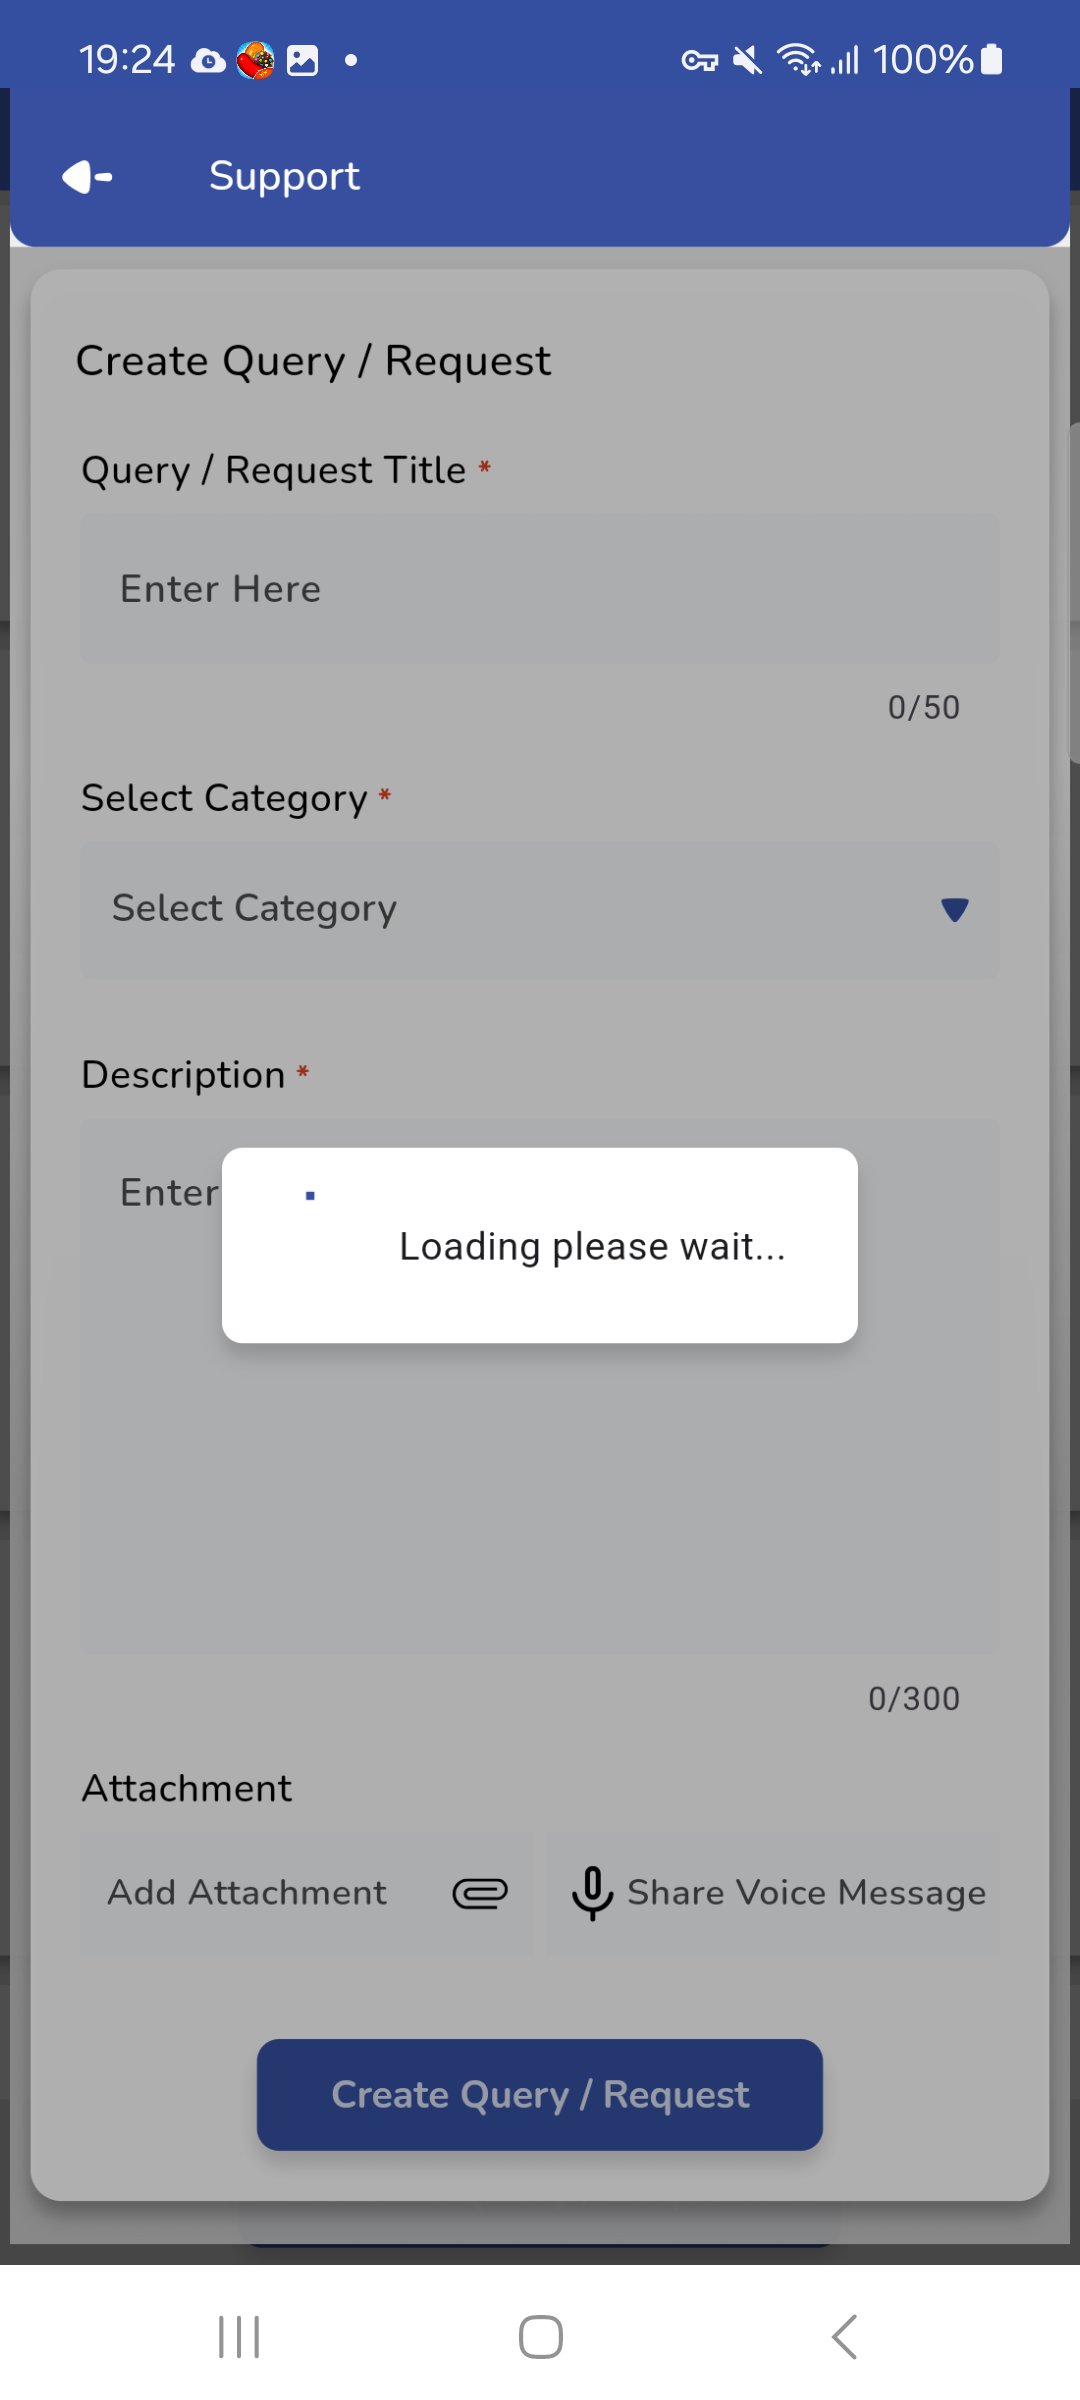 19:24 100%
Support
Create Query / Request
Query / Request Title *
Enter Here
0/50
Select Category *
Select Category
Description *
Enter
Loading please wait...
0/300
Attachment
Add Attachment Share Voice Message
Create Query / Request